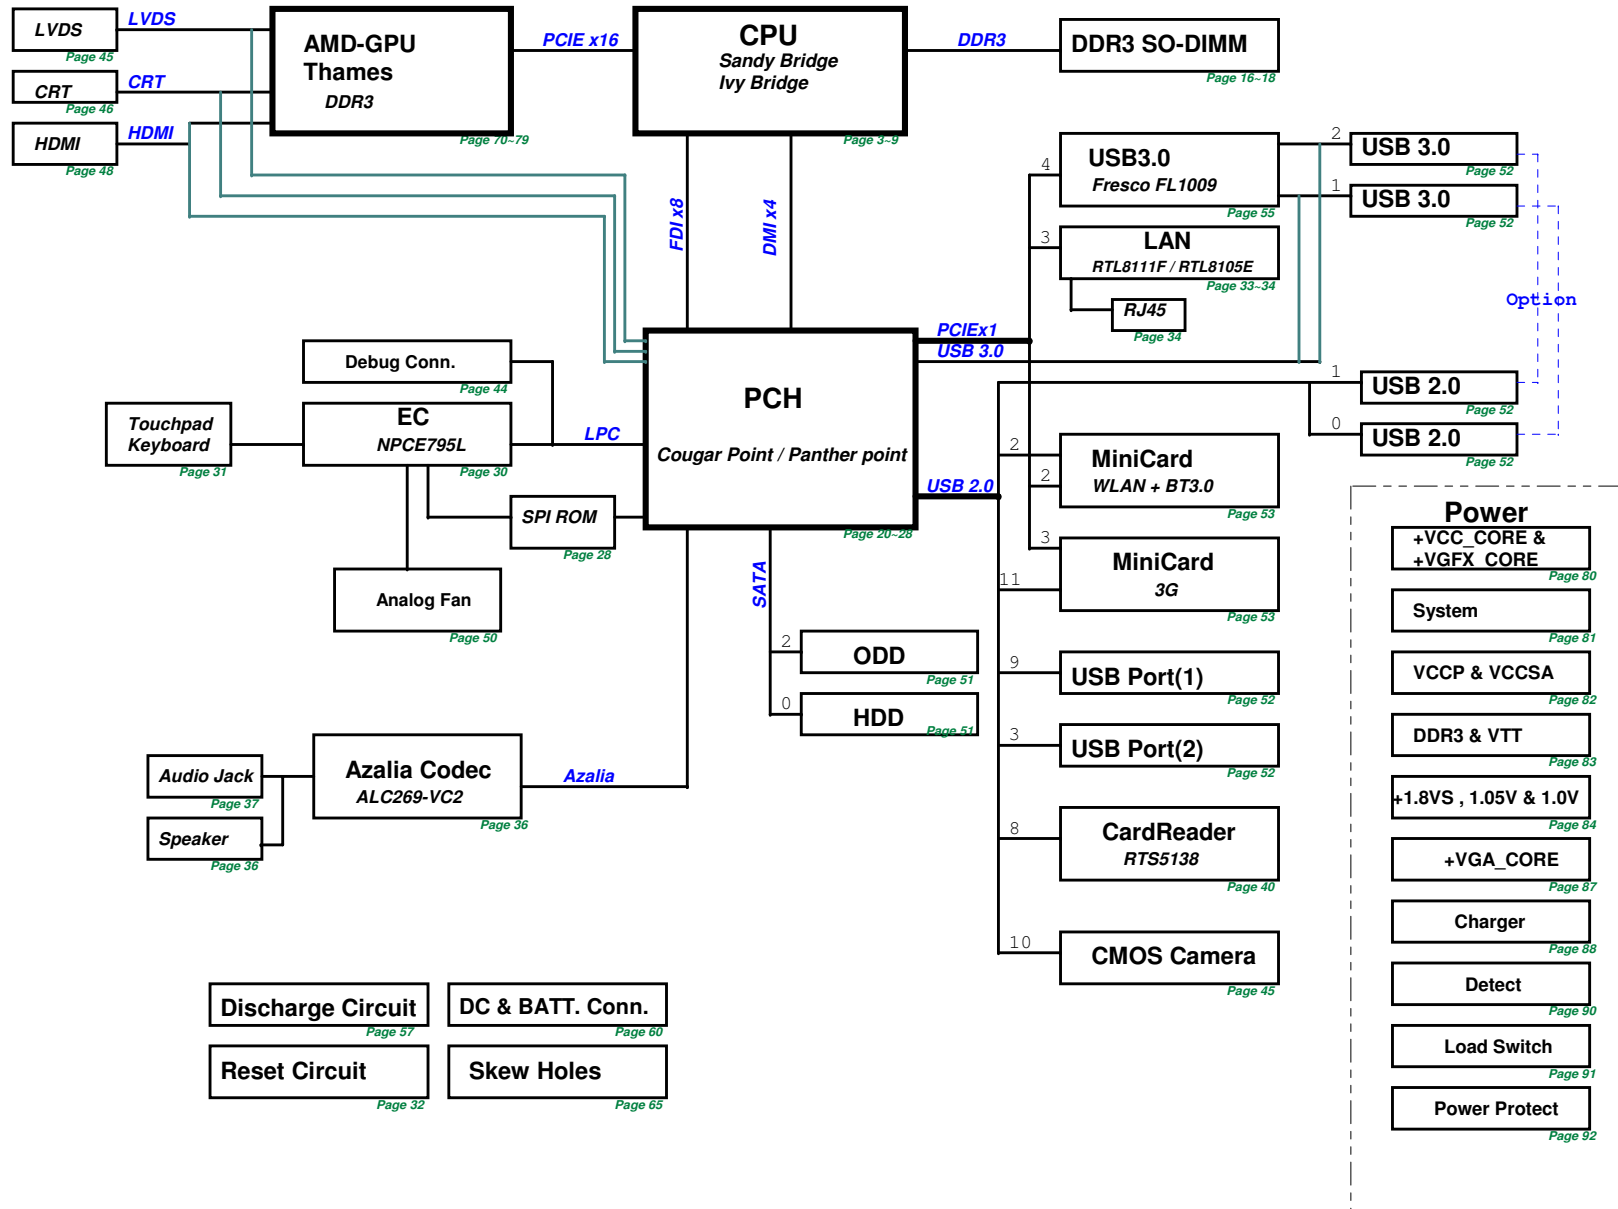 LVDS
Page 45
LVDS
CRT
Page 46
CRT
HDMI
Page 48
HDMI
AMD-GPU
Thames
DDR3
Page 70~79
PCIE x16
CPU
Sandy Bridge
Ivy Bridge
Page 3~9
DDR3
DDR3 SO-DIMM
Page 16~18
FDI x8
DMI x4
4
USB3.0
Fresco FL1009
Page 55
2
USB 3.0
Page 52
1
USB 3.0
Page 52
3
LAN
RTL8111F / RTL8105E
Page 33~34
RJ45
Page 34
Option
PCIEx1
USB 3.0
Debug Conn.
Page 44
EC
NPCE795L
Page 30
Touchpad
Keyboard
Page 31
LPC
PCH
Cougar Point / Panther point
Page 20~28
USB 2.0
SPI ROM
Page 28
Analog Fan
Page 50
1
USB 2.0
Page 52
0
USB 2.0
Page 52
2
2
MiniCard
WLAN + BT3.0
Page 53
3
11
MiniCard
3G
Page 53
SATA
2
ODD
Page 51
0
HDD
Page 51
9
USB Port(1)
Page 52
3
USB Port(2)
Page 52
8
CardReader
RTS5138
Page 40
10
CMOS Camera
Page 45
Audio Jack
Page 37
Speaker
Page 36
Azalia Codec
ALC269-VC2
Page 36
Azalia
Discharge Circuit
Page 57
DC & BATT. Conn.
Page 60
Reset Circuit
Page 32
Skew Holes
Page 65
Power
+VCC_CORE &
+VGFX_CORE
Page 80
System
Page 81
VCCP & VCCSA
Page 82
DDR3 & VTT
Page 83
+1.8VS , 1.05V & 1.0V
Page 84
+VGA_CORE
Page 87
Charger
Page 88
Detect
Page 90
Load Switch
Page 91
Power Protect
Page 92